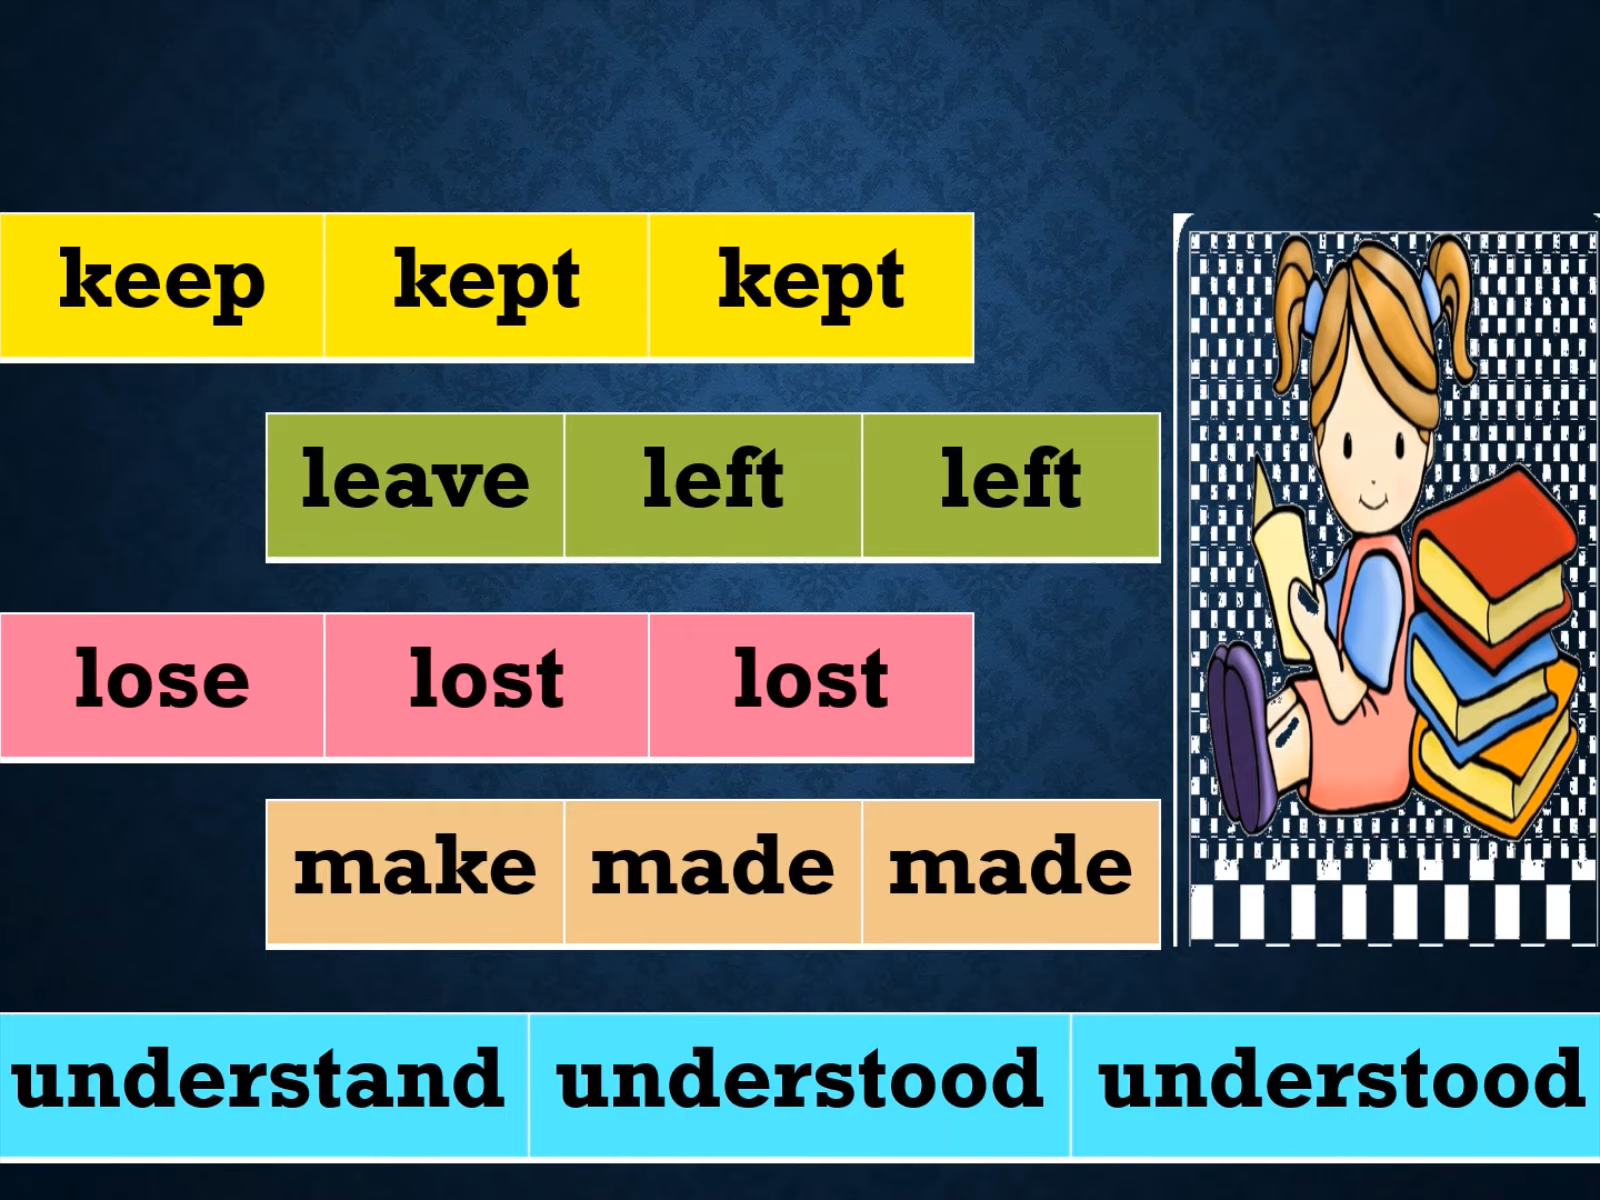 keep kept kept
leave left left
lose lost lost
make made made
understand understood understood